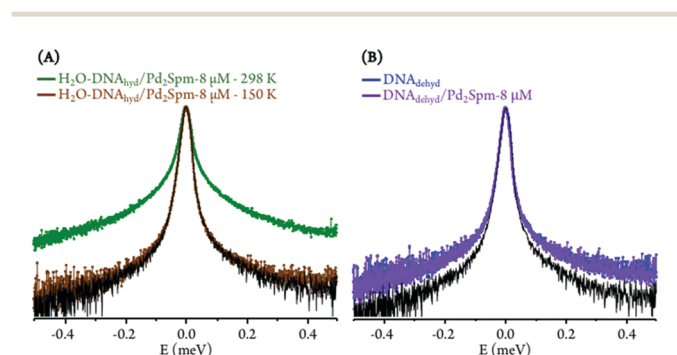 (A)
H₂O-DNAhyd/Pd₂Spm-8 μM - 298 K
H₂O-DNAhyd/Pd₂Spm-8 μM - 150 K
-0.4 -0.2 0.0 0.2 0.4
E (meV)
(B)
DNAdehyd
DNAdehyd/Pd₂Spm-8 μM
-0.4 -0.2 0.0 0.2 0.4
E (meV)